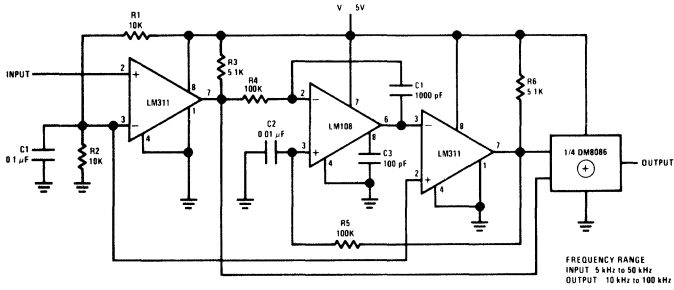 V 5V
R1
10K
R3
5 1K
R4
100K
C1
1000 pF
R6
5 1K
INPUT
2
+
LM311
8
7
1
3
−
4
2
−
LM108
7
6
8
3
+
4
3
−
LM311
8
7
1
2
+
4
C1
01 µF
R2
10K
C2
0 01 µF
C3
100 pF
R5
100K
1/4 DM8086
+
OUTPUT
FREQUENCY RANGE
INPUT 5 kHz to 50 kHz
OUTPUT 10 kHz to 100 kHz